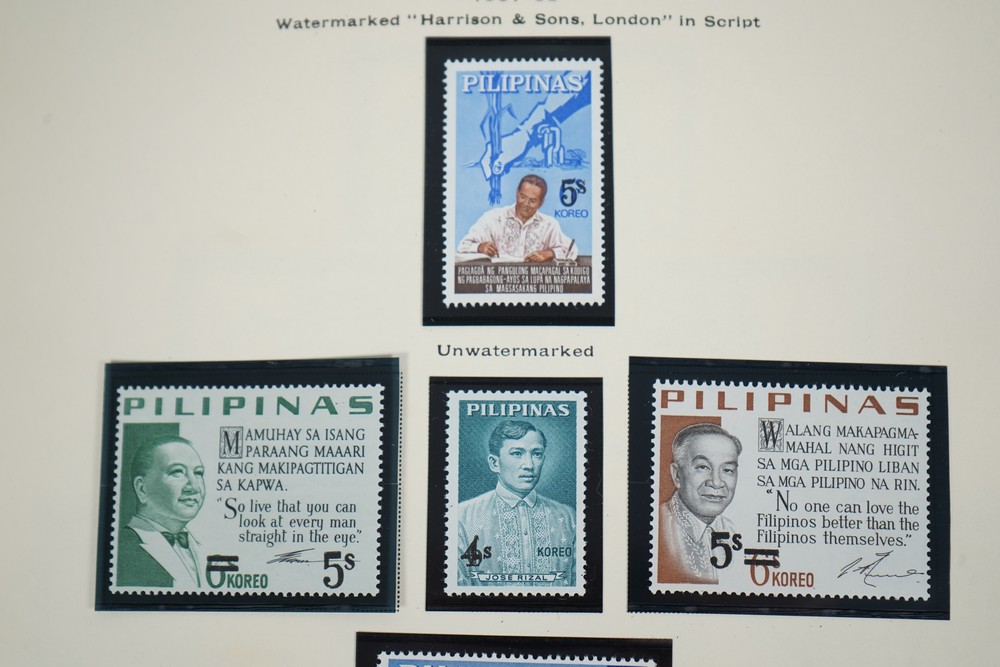 Watermarked "Harrison & Sons, London" in Script
PILIPINAS
5s
KOREO
PAGLAGDA NG PANGULONG MACAPAGAL SA KODIGO
NG PAGBABAGONG-AYOS SA LUPA NA NAGPAPALAYA
SA MAGSASAKANG PILIPINO
Unwatermarked
PILIPINAS
MAMUHAY SA ISANG
PARAANG MAAARI
KANG MAKIPAGTITIGAN
SA KAPWA.
"So live that you can
look at every man
straight in the eye."
6 KOREO 5s
PILIPINAS
4s KOREO
JOSE RIZAL
PILIPINAS
WALANG MAKAPAGMA-
MAHAL NANG HIGIT
SA MGA PILIPINO LIBAN
SA MGA PILIPINO NA RIN.
"No one can love the
Filipinos better than the
Filipinos themselves."
5s 6 KOREO